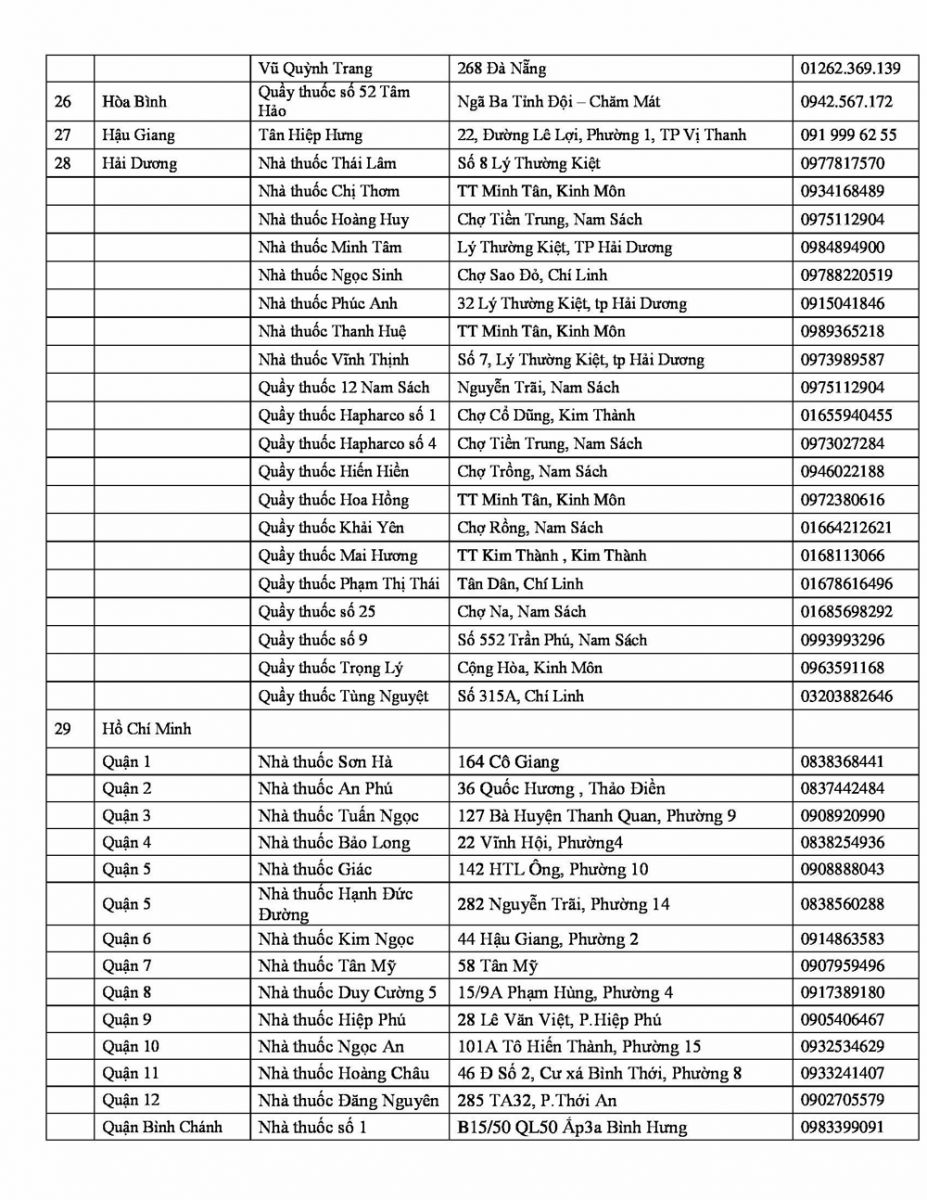 Vũ Quỳnh Trang 268 Đà Nẵng 01262.369.139
26 Hòa Bình Quầy thuốc số 52 Tâm Hảo Ngã Ba Tỉnh Đội – Chăm Mát 0942.567.172
27 Hậu Giang Tân Hiệp Hưng 22, Đường Lê Lợi, Phường 1, TP Vị Thanh 091 999 62 55
28 Hải Dương Nhà thuốc Thái Lâm Số 8 Lý Thường Kiệt 0977817570
Nhà thuốc Chị Thơm TT Minh Tân, Kinh Môn 0934168489
Nhà thuốc Hoàng Huy Chợ Tiền Trung, Nam Sách 0975112904
Nhà thuốc Minh Tâm Lý Thường Kiệt, TP Hải Dương 0984894900
Nhà thuốc Ngọc Sinh Chợ Sao Đỏ, Chí Linh 09788220519
Nhà thuốc Phúc Anh 32 Lý Thường Kiệt, tp Hải Dương 0915041846
Nhà thuốc Thanh Huệ TT Minh Tân, Kinh Môn 0989365218
Nhà thuốc Vĩnh Thịnh Số 7, Lý Thường Kiệt, tp Hải Dương 0973989587
Quầy thuốc 12 Nam Sách Nguyễn Trãi, Nam Sách 0975112904
Quầy thuốc Hapharco số 1 Chợ Cổ Dũng, Kim Thành 01655940455
Quầy thuốc Hapharco số 4 Chợ Tiền Trung, Nam Sách 0973027284
Quầy thuốc Hiến Hiền Chợ Trồng, Nam Sách 0946022188
Quầy thuốc Hoa Hồng TT Minh Tân, Kinh Môn 0972380616
Quầy thuốc Khải Yên Chợ Rồng, Nam Sách 01664212621
Quầy thuốc Mai Hương TT Kim Thành , Kim Thành 0168113066
Quầy thuốc Phạm Thị Thái Tân Dân, Chí Linh 01678616496
Quầy thuốc số 25 Chợ Na, Nam Sách 01685698292
Quầy thuốc số 9 Số 552 Trần Phú, Nam Sách 0993993296
Quầy thuốc Trọng Lý Cộng Hòa, Kinh Môn 0963591168
Quầy thuốc Tùng Nguyệt Số 315A, Chí Linh 03203882646
29 Hồ Chí Minh
Quận 1 Nhà thuốc Sơn Hà 164 Cô Giang 0838368441
Quận 2 Nhà thuốc An Phú 36 Quốc Hương , Thảo Điền 0837442484
Quận 3 Nhà thuốc Tuấn Ngọc 127 Bà Huyện Thanh Quan, Phường 9 0908920990
Quận 4 Nhà thuốc Bảo Long 22 Vĩnh Hội, Phường4 0838254936
Quận 5 Nhà thuốc Giác 142 HTL Ông, Phường 10 0908888043
Quận 5 Nhà thuốc Hạnh Đức Đường 282 Nguyễn Trãi, Phường 14 0838560288
Quận 6 Nhà thuốc Kim Ngọc 44 Hậu Giang, Phường 2 0914863583
Quận 7 Nhà thuốc Tân Mỹ 58 Tân Mỹ 0907959496
Quận 8 Nhà thuốc Duy Cường 5 15/9A Phạm Hùng, Phường 4 0917389180
Quận 9 Nhà thuốc Hiệp Phú 28 Lê Văn Việt, P.Hiệp Phú 0905406467
Quận 10 Nhà thuốc Ngọc An 101A Tô Hiến Thành, Phường 15 0932534629
Quận 11 Nhà thuốc Hoàng Châu 46 Đ Số 2, Cư xá Bình Thới, Phường 8 0933241407
Quận 12 Nhà thuốc Đăng Nguyên 285 TA32, P.Thới An 0902705579
Quận Bình Chánh Nhà thuốc số 1 B15/50 QL50 Ấp3a Bình Hưng 0983399091